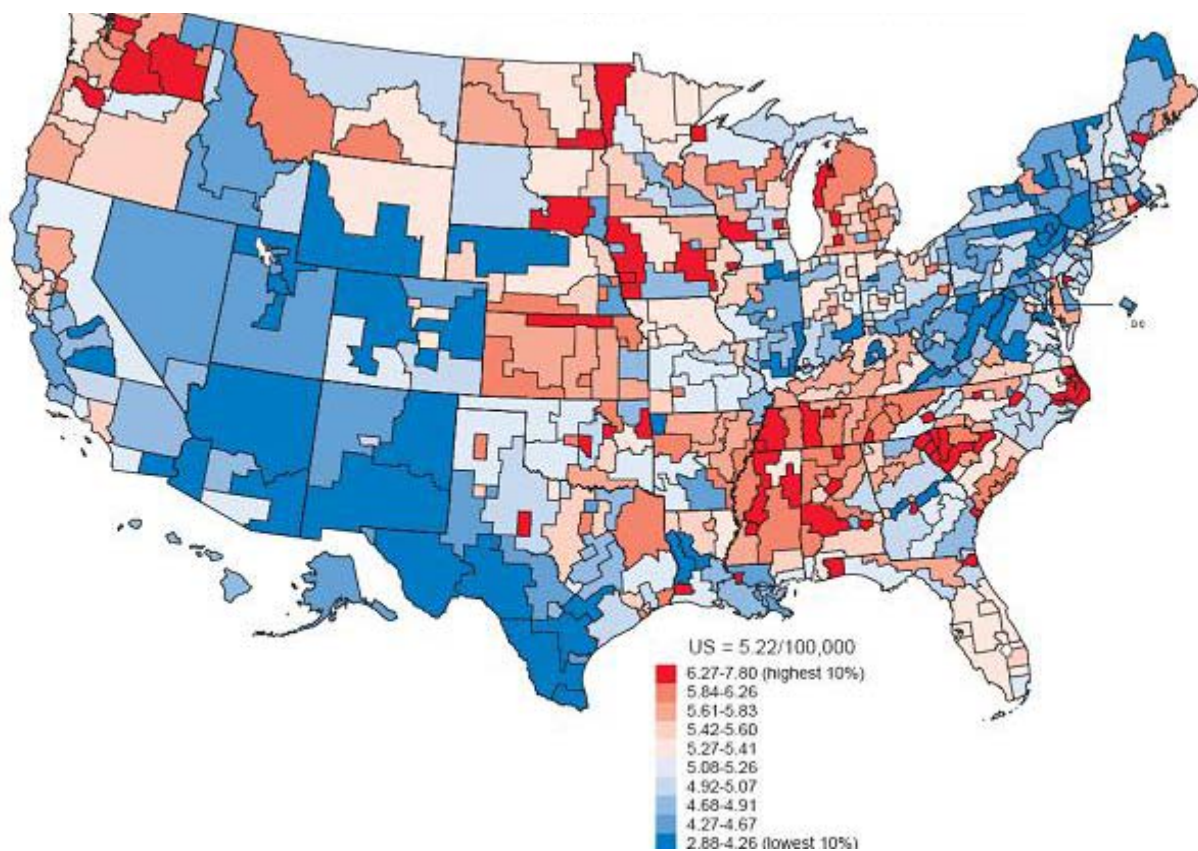 DC
US = 5.22/100,000
6.27-7.80 (highest 10%)
5.84-6.26
5.61-5.83
5.42-5.60
5.27-5.41
5.08-5.26
4.92-5.07
4.68-4.91
4.27-4.67
2.88-4.26 (lowest 10%)